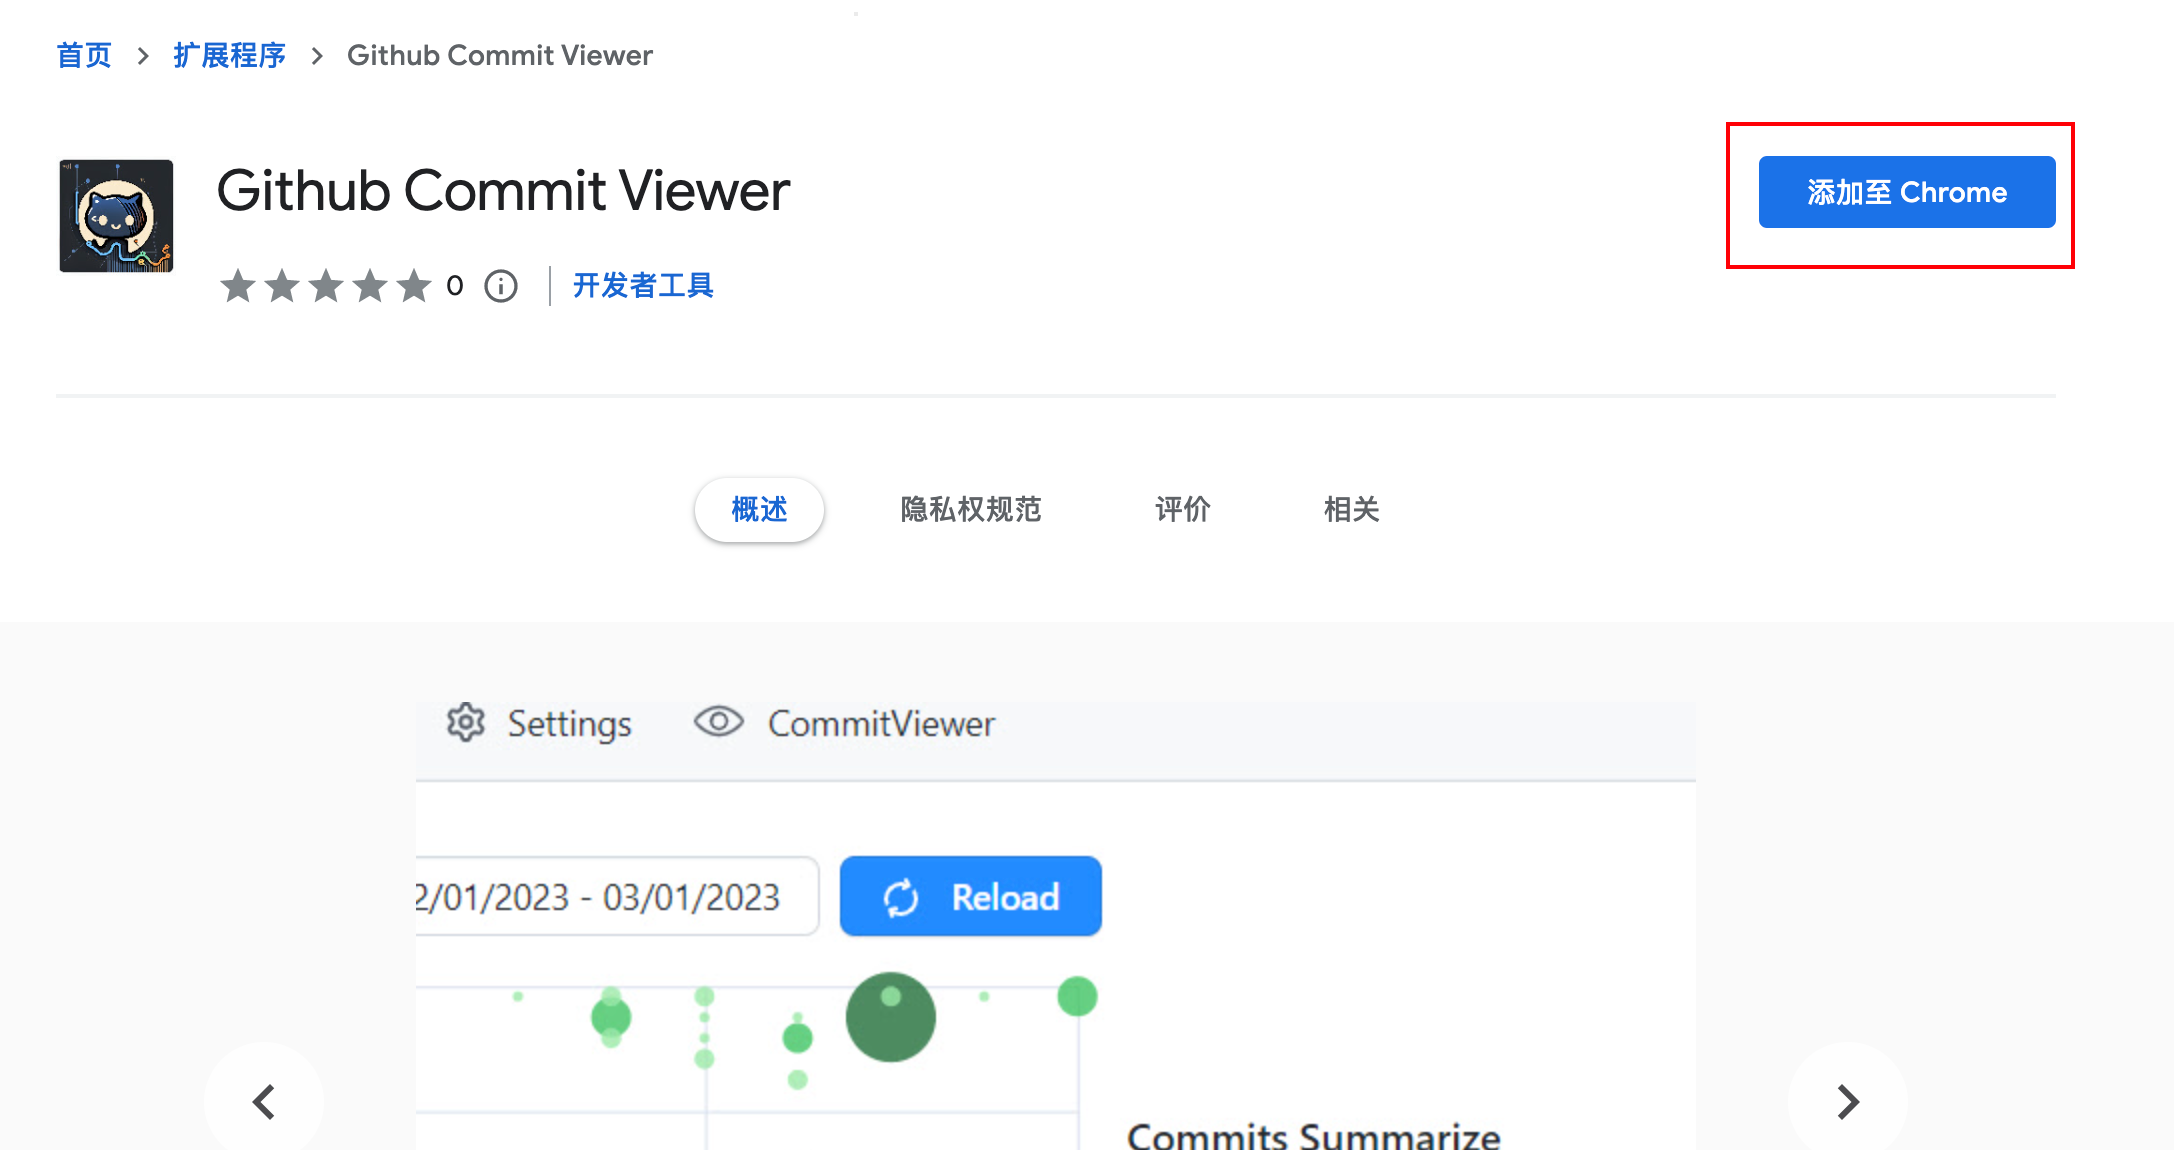 首页 > 扩展程序 > Github Commit Viewer
Github Commit Viewer
添加至 Chrome
0
开发者工具
概述
隐私权规范
评价
相关
Settings
CommitViewer
2/01/2023 - 03/01/2023
Reload
Commits Summarize